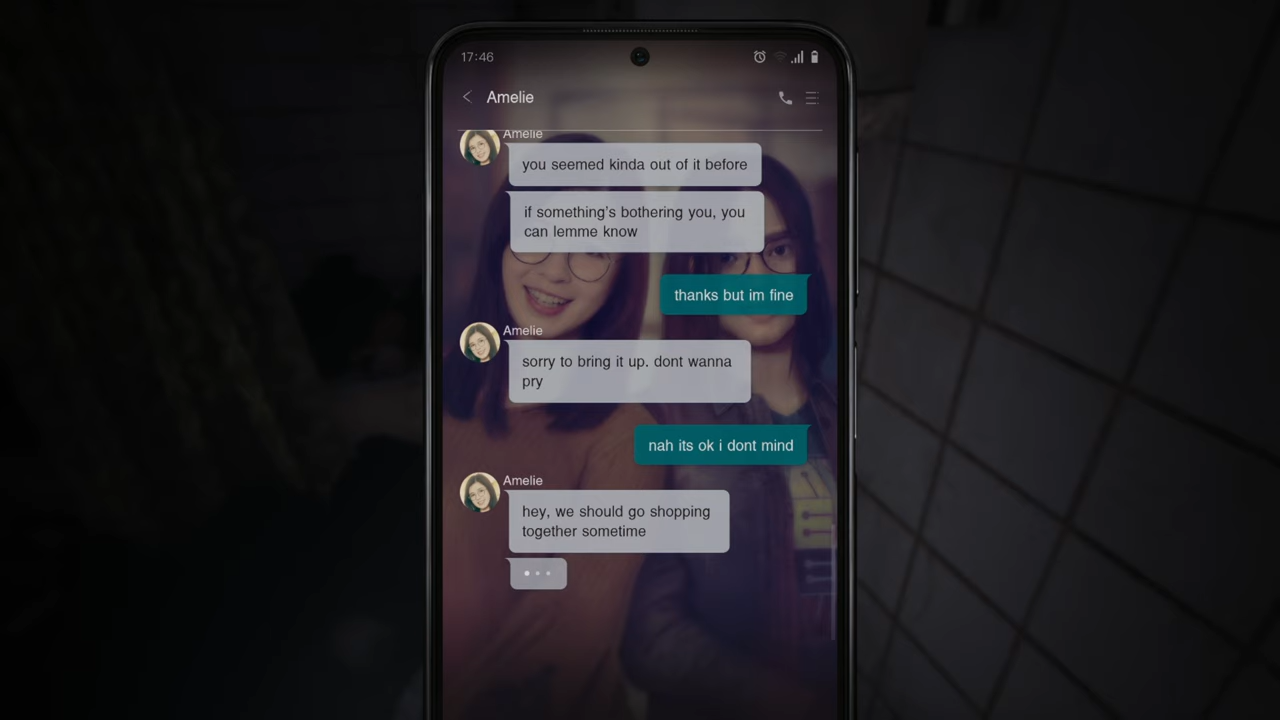 17:46
Amelie
Amelie
you seemed kinda out of it before
if something's bothering you, you
can lemme know
thanks but im fine
Amelie
sorry to bring it up. dont wanna
pry
nah its ok i dont mind
Amelie
hey, we should go shopping
together sometime